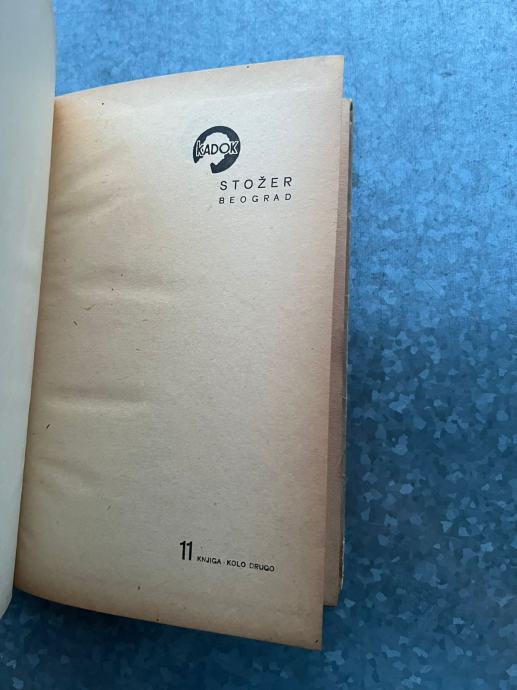 KADOK
STOŽER
BEOGRAD
11 KNJIGA · KOLO DRUGO